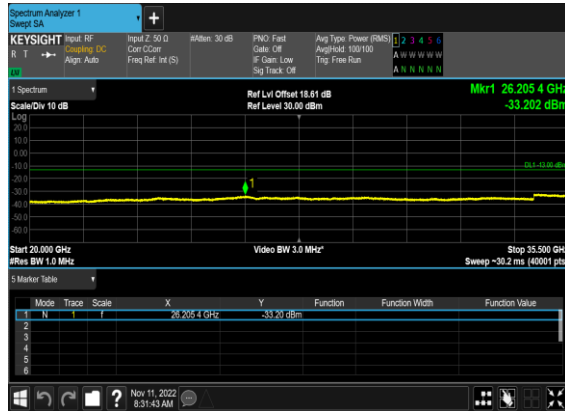 Spectrum Analyzer 1
Swept SA
+
KEYSIGHT Input: RF Input Z: 50 Ω #Atten: 30 dB PNO: Fast Avg Type: Power (RMS) 1 2 3 4 5 6
R T Coupling: DC Corr CCorr Gate: Off Avg|Hold: 100/100 A W W W W W
Align: Auto Freq Ref: Int (S) IF Gain: Low Trig: Free Run
LW Sig Track: Off A N N N N N
1 Spectrum Ref Lvl Offset 18.61 dB Mkr1 26.205 4 GHz
Scale/Div 10 dB Ref Level 30.00 dBm -33.202 dBm
Log
20.0
10.0
0.00
-10.0 DL1 -13.00 dBm
-20.0
-30.0 1
-40.0
-50.0
-60.0
Start 20.000 GHz Video BW 3.0 MHz* Stop 35.500 GHz
#Res BW 1.0 MHz Sweep ~30.2 ms (40001 pts)
5 Marker Table
Mode Trace Scale X Y Function Function Width Function Value
1 N 1 f 26.205 4 GHz -33.20 dBm
2
3
4
5
6
? Nov 11, 2022
8:31:43 AM